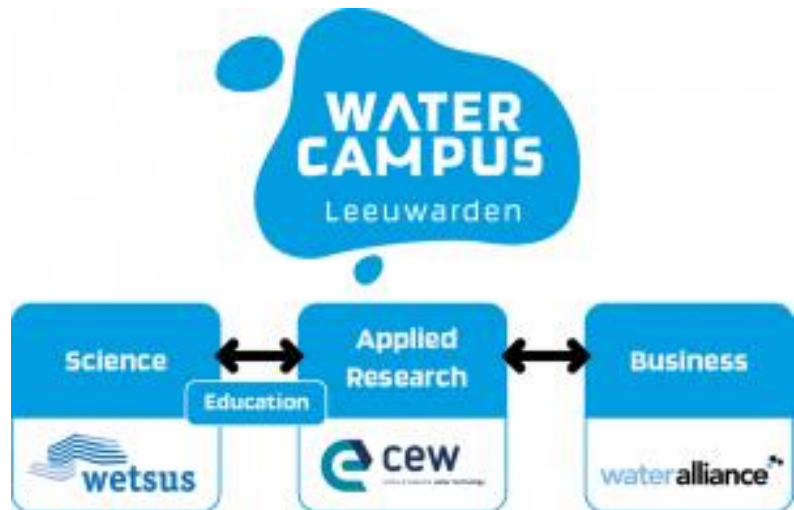 WATER
CAMPUS
Leeuwarden
Science
Applied
Research
Business
Education
wetsus
cew
wateralliance